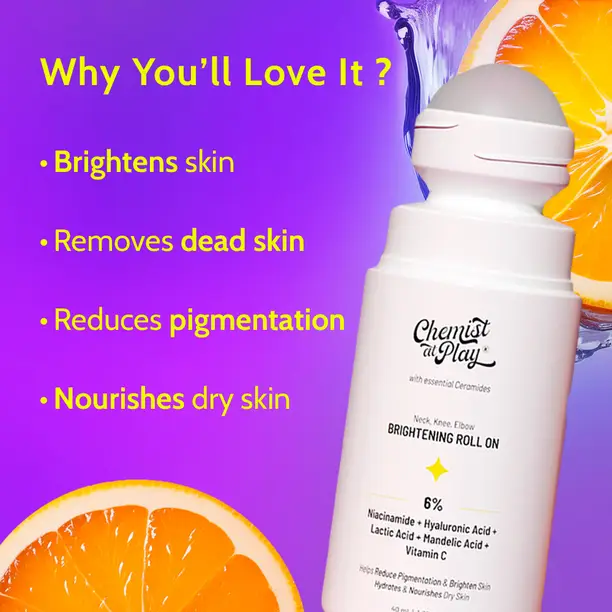 Why You'll Love It ?
• Brightens skin
• Removes dead skin
• Reduces pigmentation
• Nourishes dry skin
Chemist
at Play
with essential Ceramides
Neck, Knee, Elbow
BRIGHTENING ROLL ON
6%
Niacinamide + Hyaluronic Acid +
Lactic Acid + Mandelic Acid +
Vitamin C
Helps Reduce Pigmentation & Brighten Skin
Hydrates & Nourishes Dry Skin
40 ml